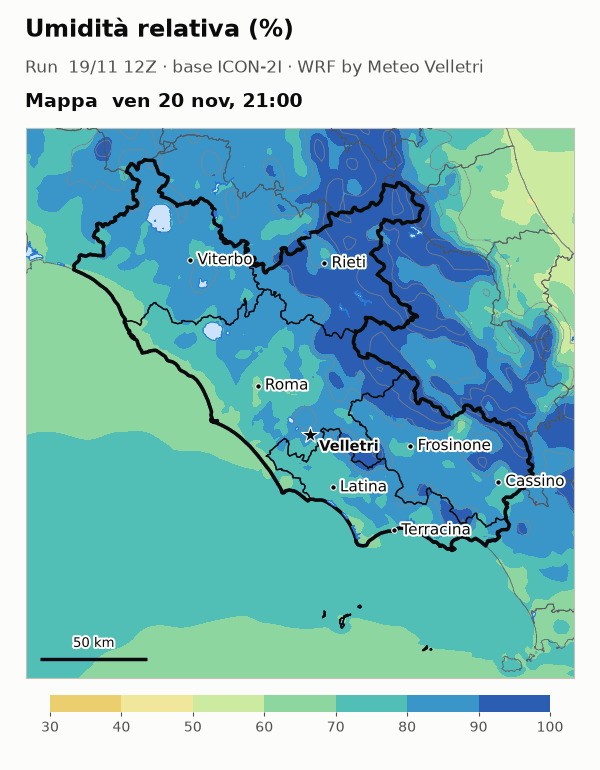 Umidità relativa (%)
Run  19/11 12Z · base ICON-2I · WRF by Meteo Velletri
Mappa  ven 20 nov, 21:00
Viterbo
Rieti
Roma
Velletri
Frosinone
Latina
Cassino
Terracina
50 km
30 40 50 60 70 80 90 100